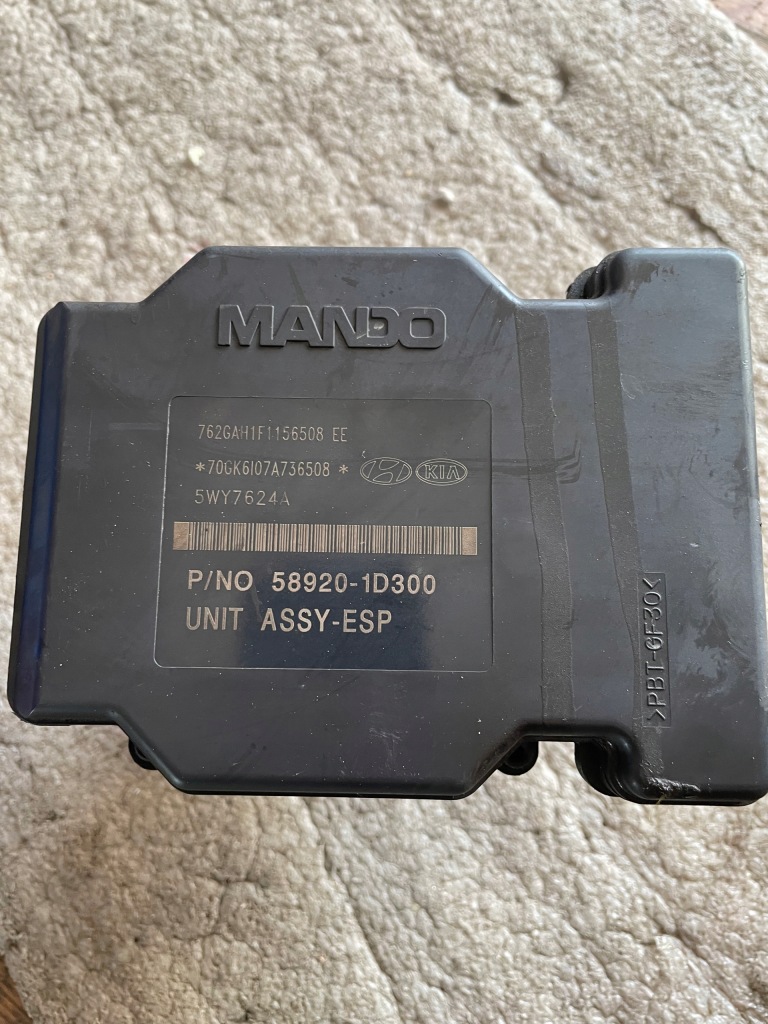 MANDO
762GAH1F1156508 EE
*70GK6I07A736508 * KIA
5WY7624A
P/NO 58920-1D300
UNIT ASSY-ESP
>PBT-GF30<